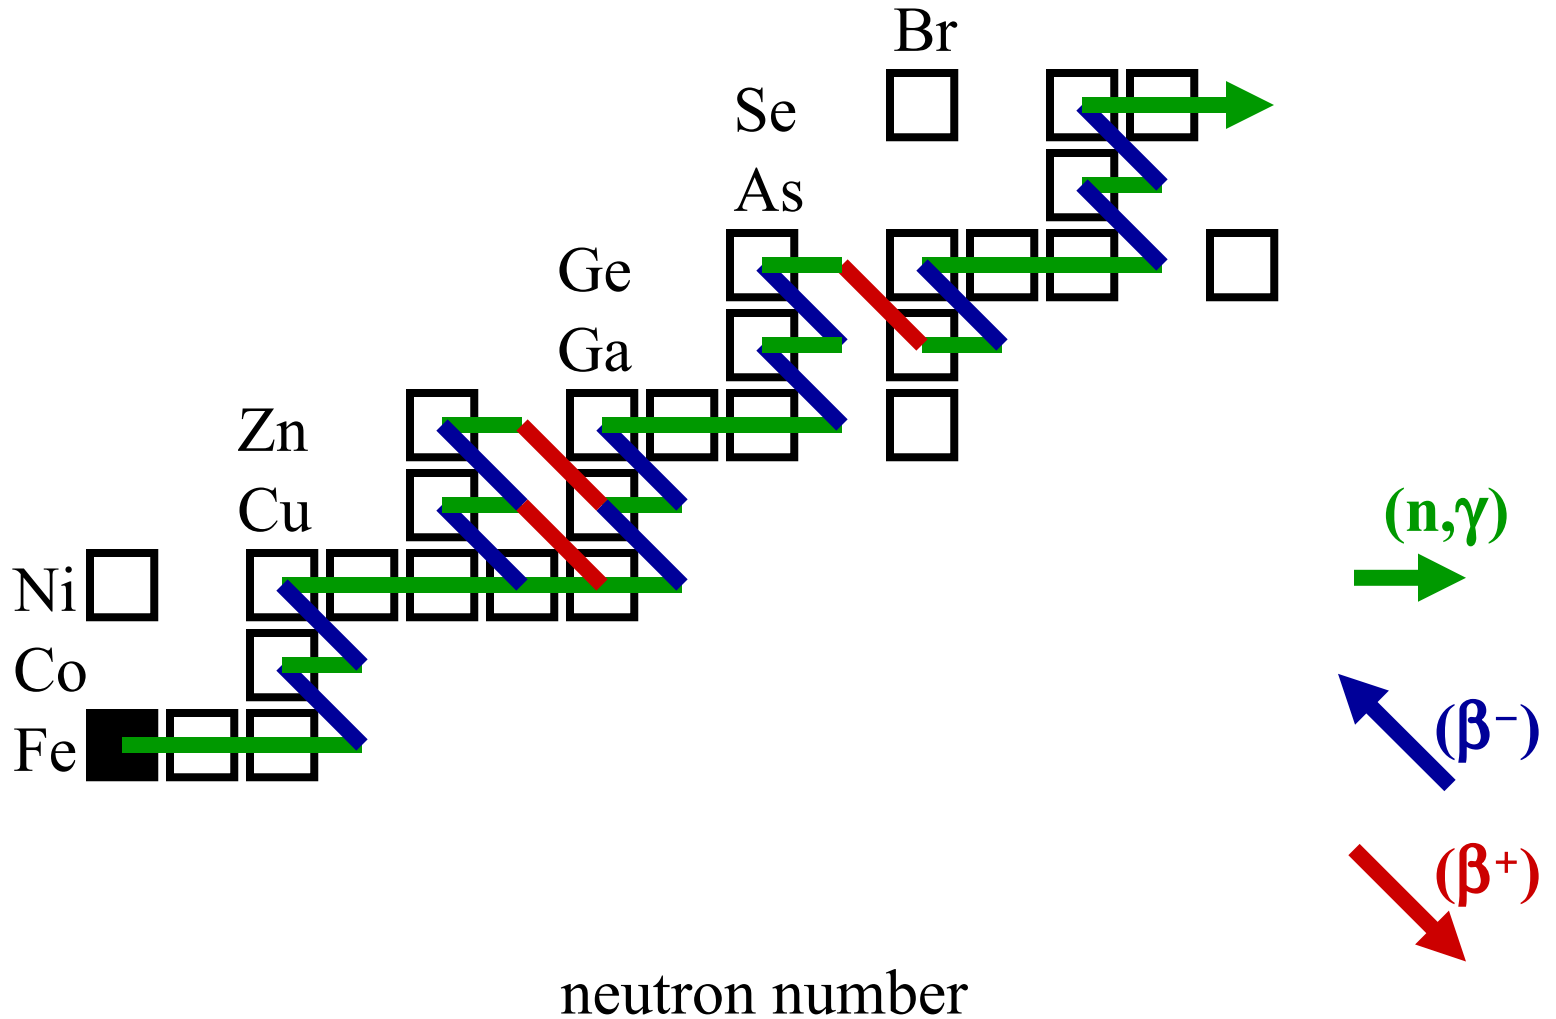 Br
Se
As
Ge
Ga
Zn
Cu
Ni
Co
Fe
(n,γ)
(β⁻)
(β⁺)
neutron number